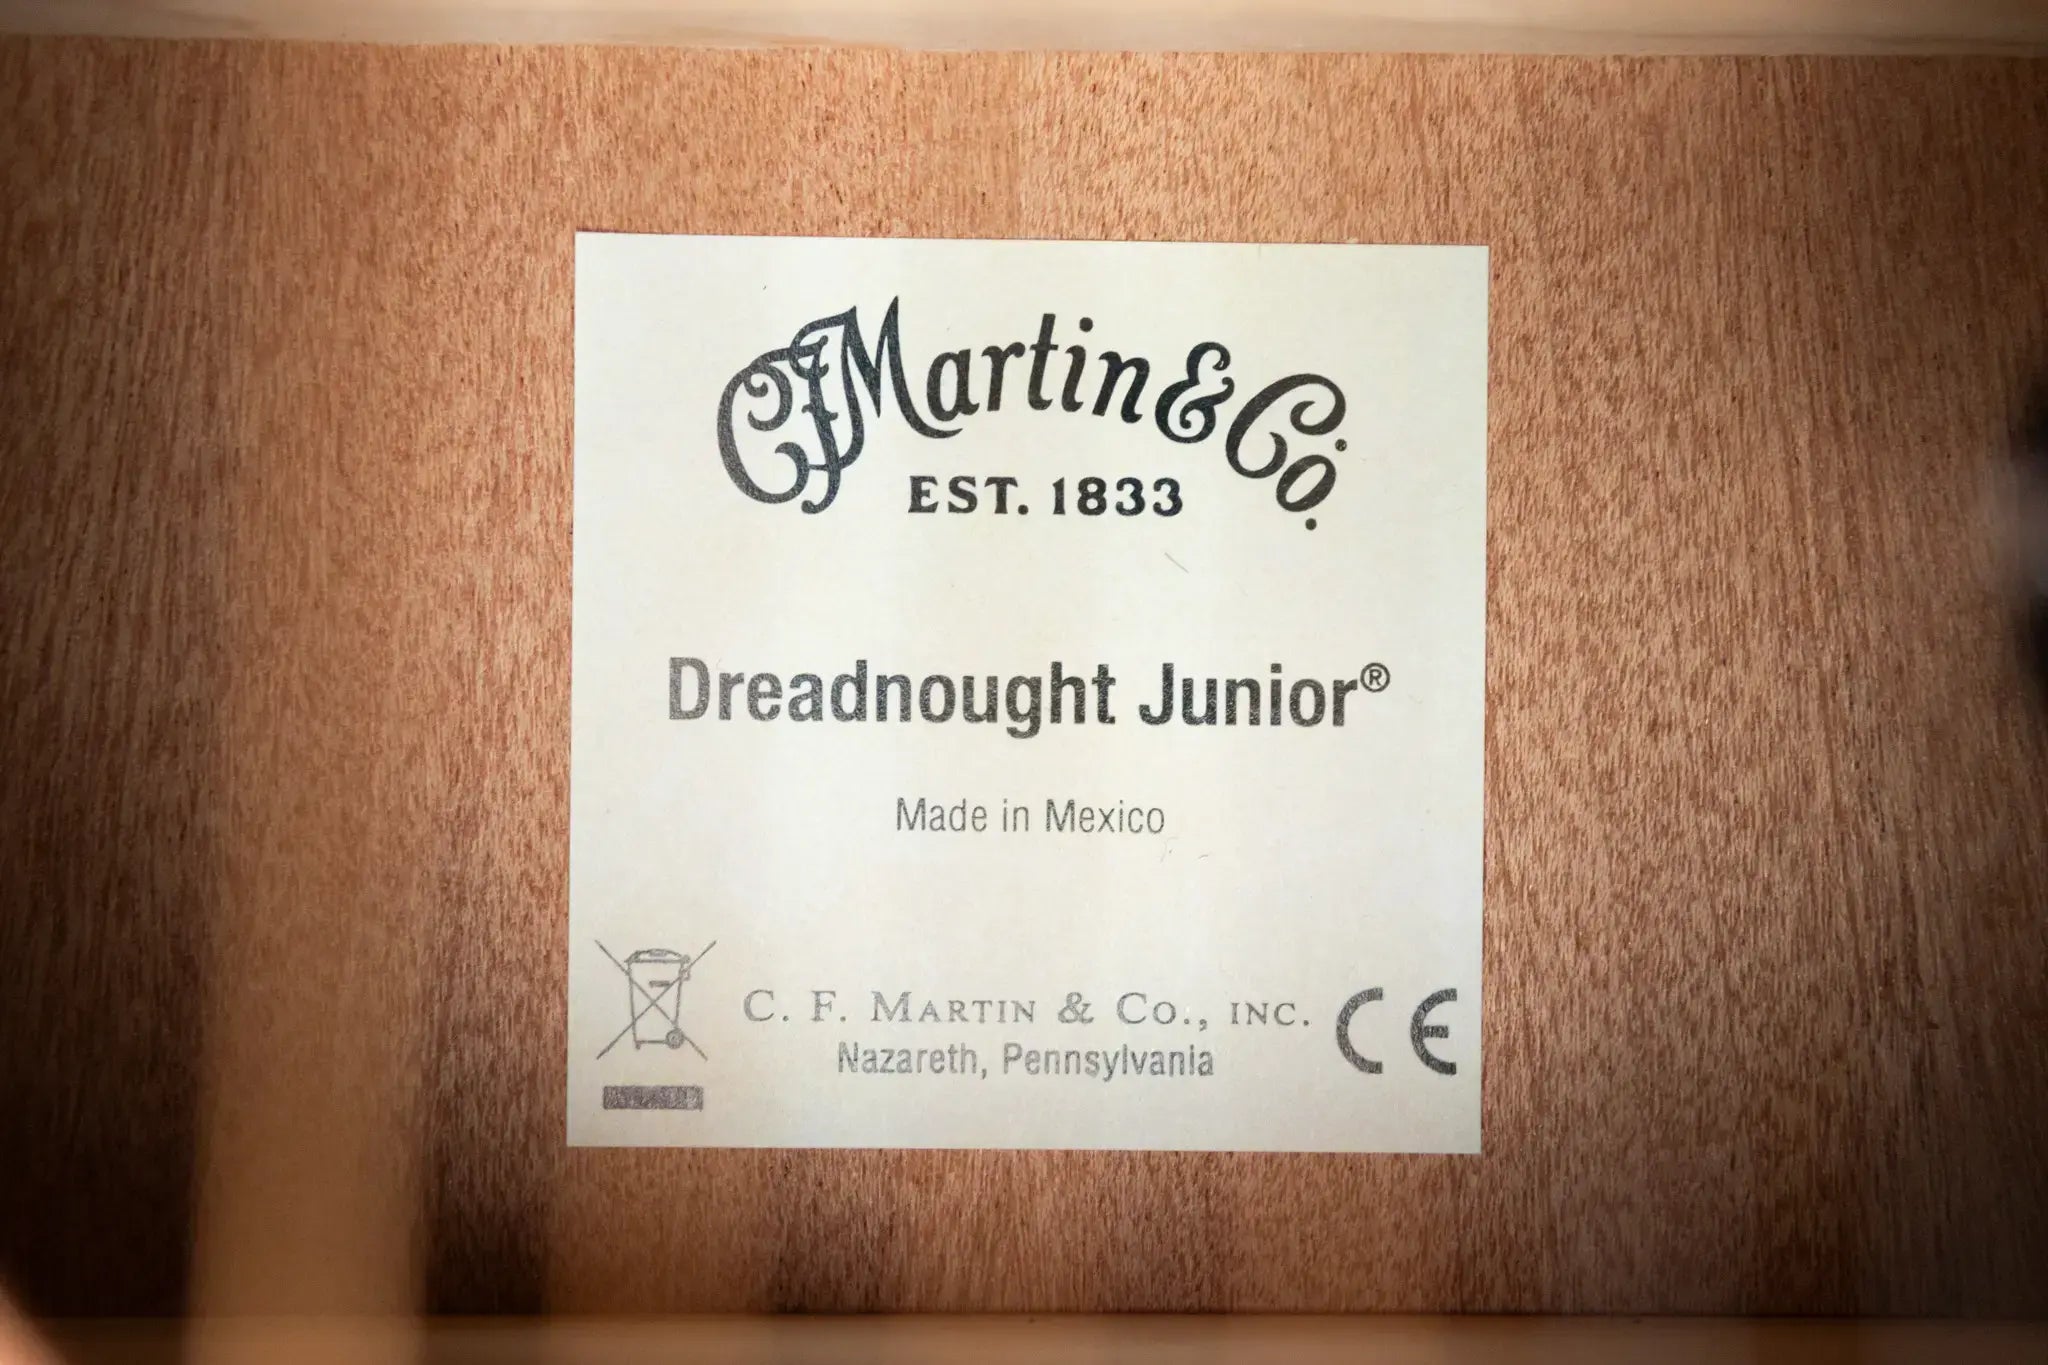 CFMartin & Co.
EST. 1833
Dreadnought Junior®
Made in Mexico
C. F. MARTIN & CO., INC.
Nazareth, Pennsylvania
CE